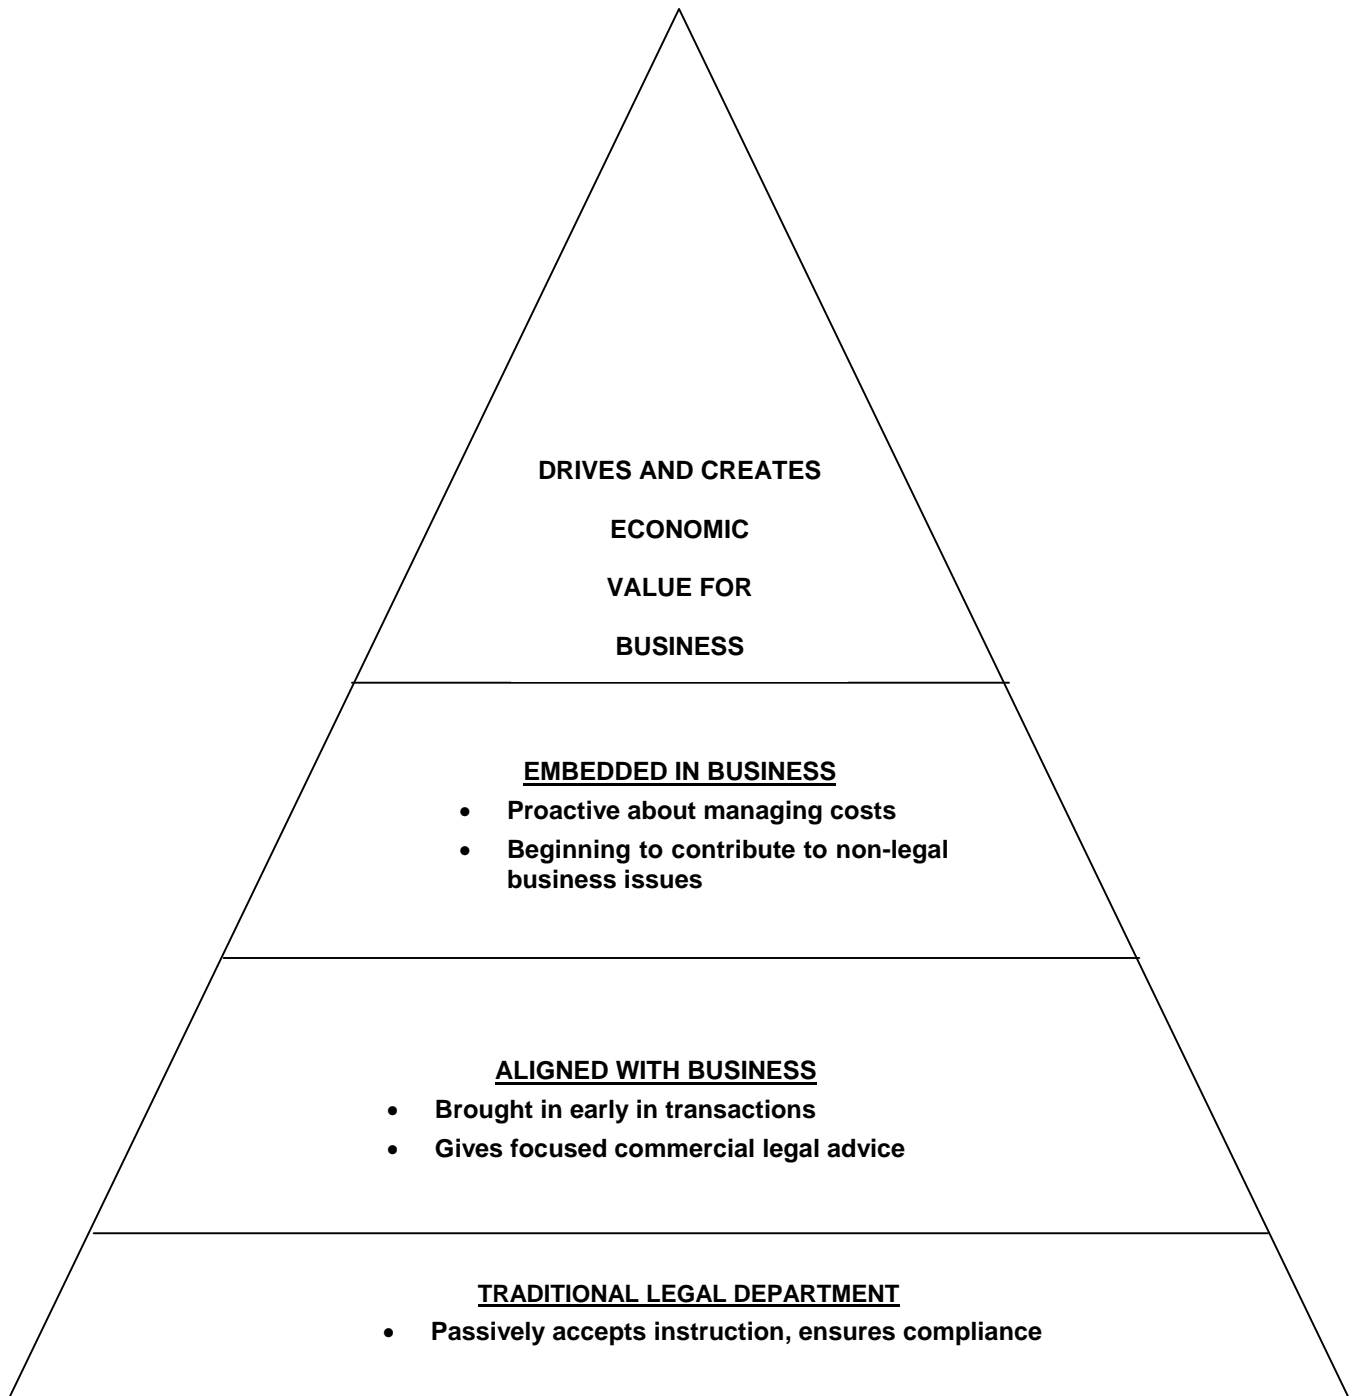 DRIVES AND CREATES
ECONOMIC
VALUE FOR
BUSINESS
EMBEDDED IN BUSINESS
• Proactive about managing costs
• Beginning to contribute to non-legal
business issues
ALIGNED WITH BUSINESS
• Brought in early in transactions
• Gives focused commercial legal advice
TRADITIONAL LEGAL DEPARTMENT
• Passively accepts instruction, ensures compliance